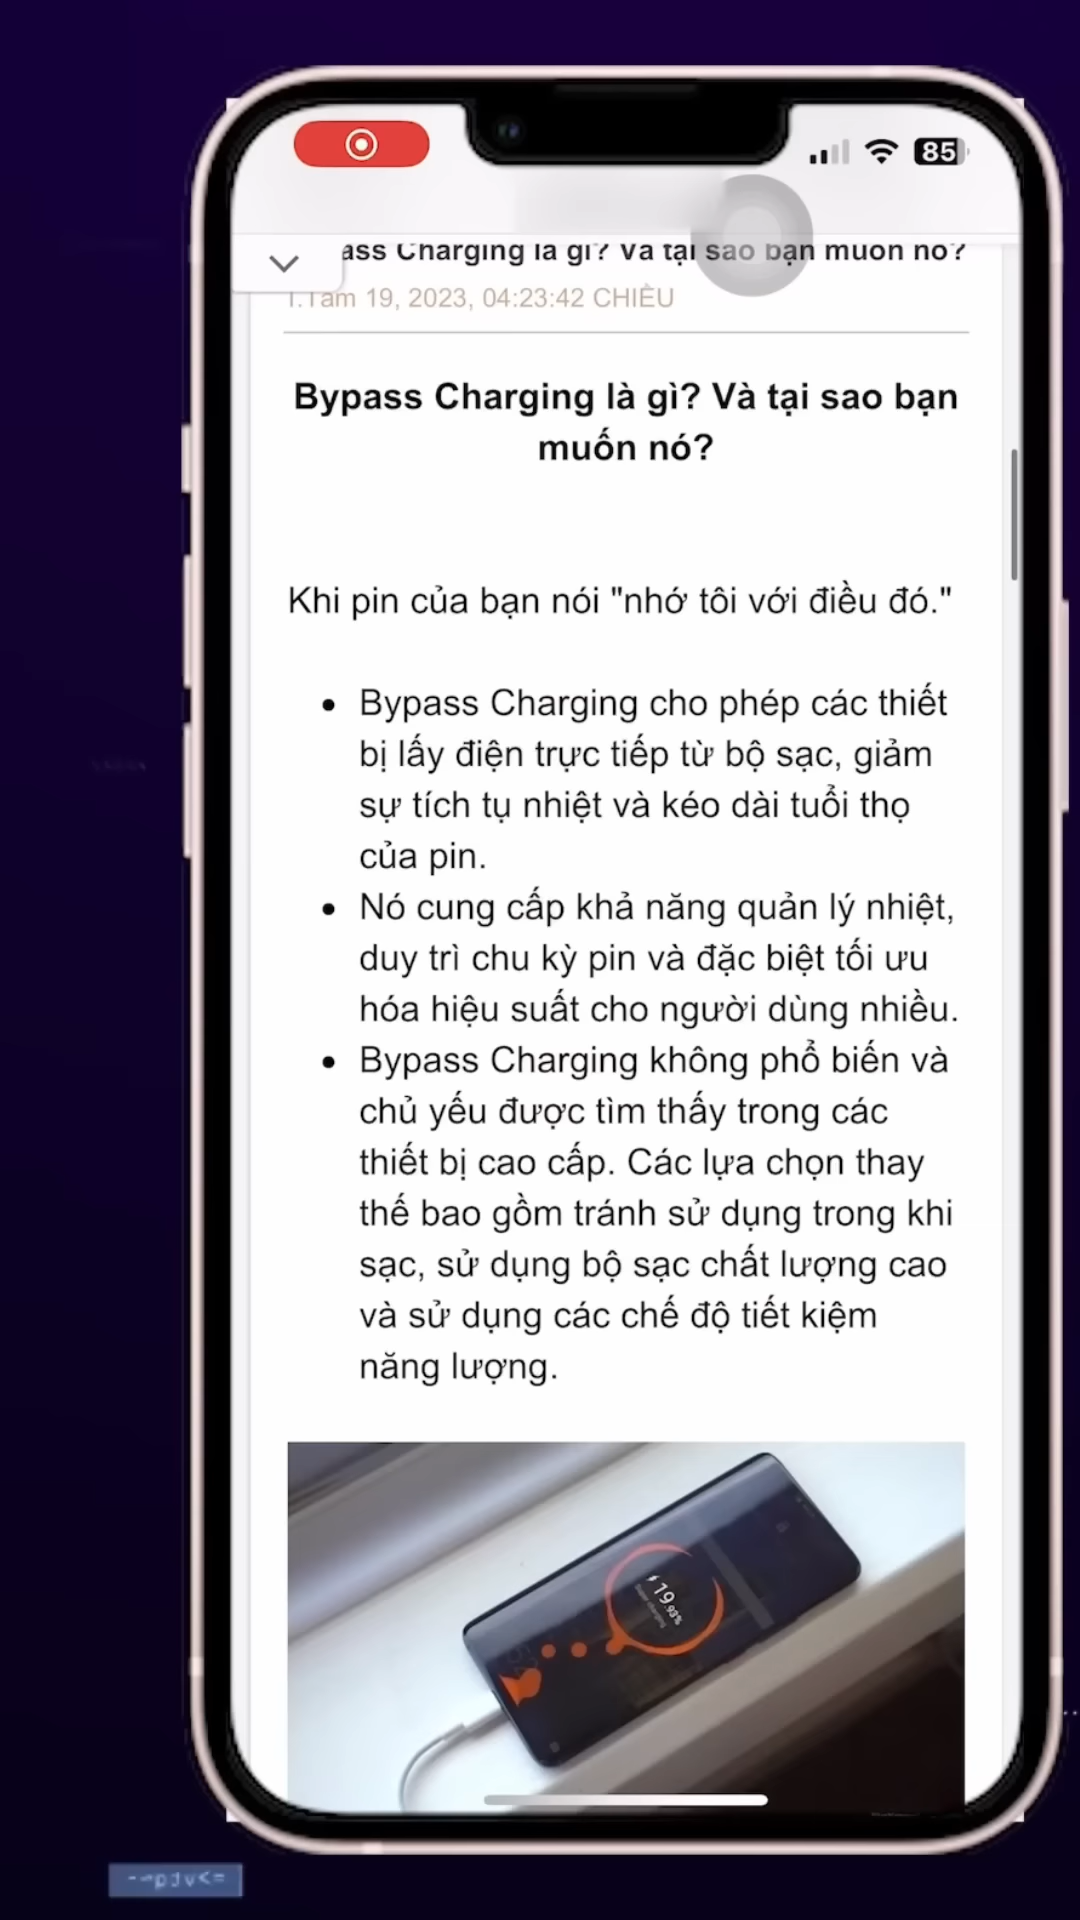 85
ass Charging là gì? Và tại sao bạn muốn nó?
T.Tám 19, 2023, 04:23:42 CHIỀU
Bypass Charging là gì? Và tại sao bạn
muốn nó?
Khi pin của bạn nói "nhớ tôi với điều đó."
Bypass Charging cho phép các thiết
bị lấy điện trực tiếp từ bộ sạc, giảm
sự tích tụ nhiệt và kéo dài tuổi thọ
của pin.
Nó cung cấp khả năng quản lý nhiệt,
duy trì chu kỳ pin và đặc biệt tối ưu
hóa hiệu suất cho người dùng nhiều.
Bypass Charging không phổ biến và
chủ yếu được tìm thấy trong các
thiết bị cao cấp. Các lựa chọn thay
thế bao gồm tránh sử dụng trong khi
sạc, sử dụng bộ sạc chất lượng cao
và sử dụng các chế độ tiết kiệm
năng lượng.
19.93%